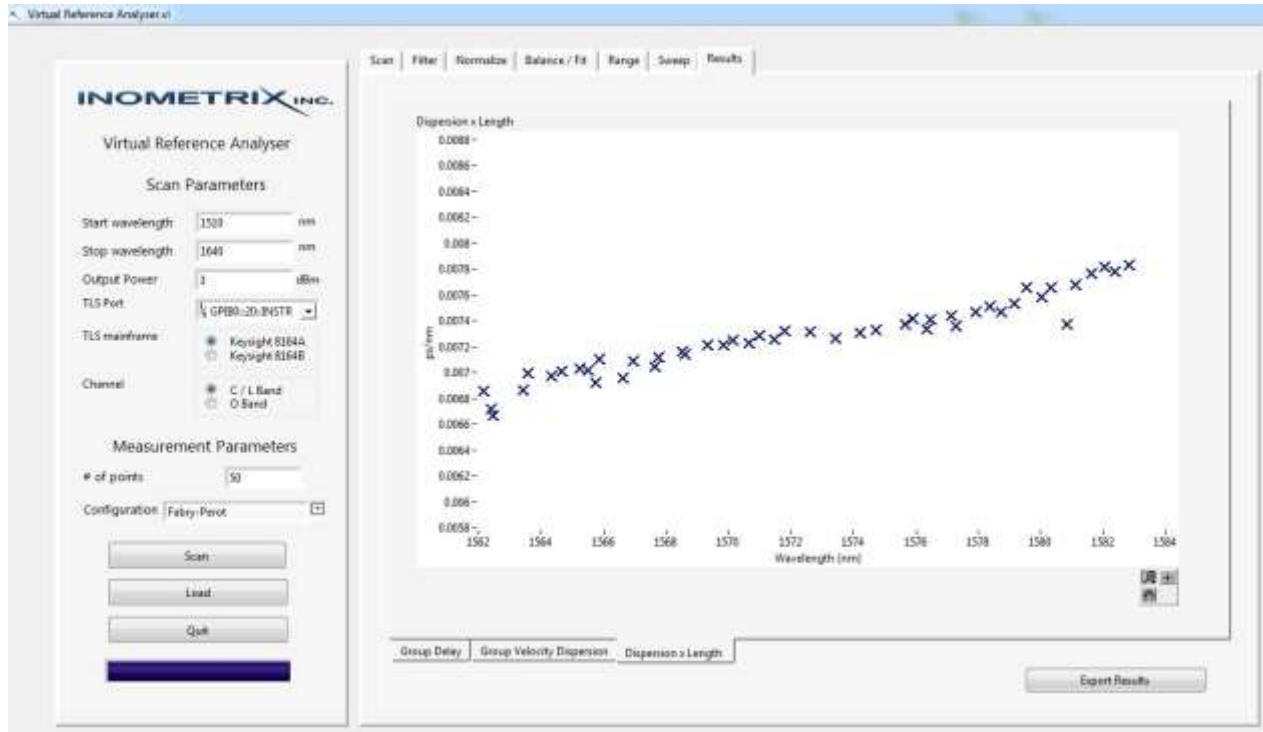 Virtual Reference Analyser.vi
INOMETRIX INC.
Virtual Reference Analyser
Scan Parameters
Start wavelength 1520 nm
Stop wavelength 1640 nm
Output Power 3 dBm
TLS Port GPIB0::20::INSTR
TLS mainframe Keysight 8164A
Keysight 8164B
Channel C / L Band
O Band
Measurement Parameters
# of points 50
Configuration Fabry-Perot
Scan
Load
Quit
Scan Filter Normalize Balance / Fit Range Sweep Results
Dispersion x Length
0.0088
0.0086
0.0084
0.0082
0.008
0.0078
0.0076
0.0074
0.0072
0.007
0.0068
0.0066
0.0064
0.0062
0.006
0.0058
ps/nm
1562 1564 1566 1568 1570 1572 1574 1576 1578 1580 1582 1584
Wavelength (nm)
Group Delay Group Velocity Dispersion Dispersion x Length
Export Results